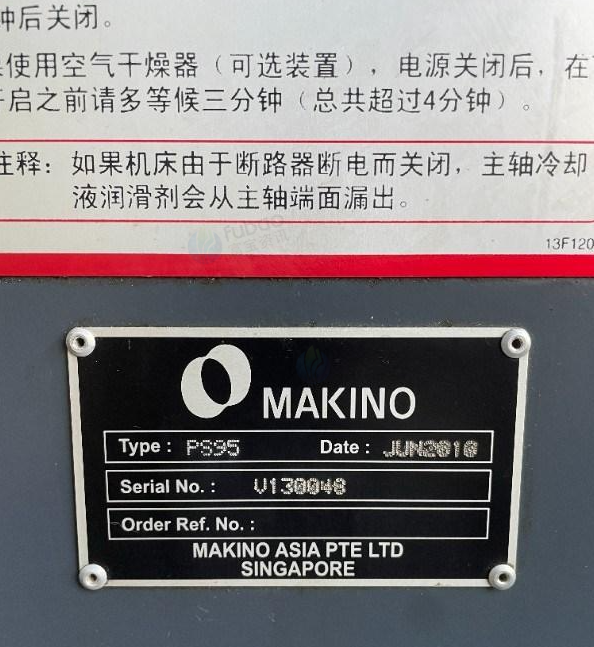 钟后关闭。
使用空气干燥器（可选装置），电源关闭后，在
开启之前请多等候三分钟（总共超过4分钟）。
注释：如果机床由于断路器断电而关闭，主轴冷却
液润滑剂会从主轴端面漏出。
fubao
13F120
MAKINO
Type : PS95 Date : JUN2010
Serial No. : V130048
Order Ref. No. :
MAKINO ASIA PTE LTD
SINGAPORE